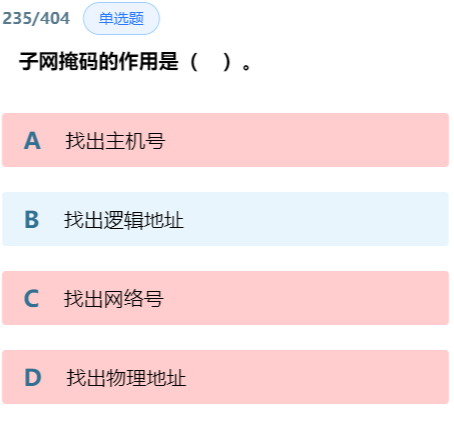 235/404 单选题
子网掩码的作用是（ ）。
A 找出主机号
B 找出逻辑地址
C 找出网络号
D 找出物理地址